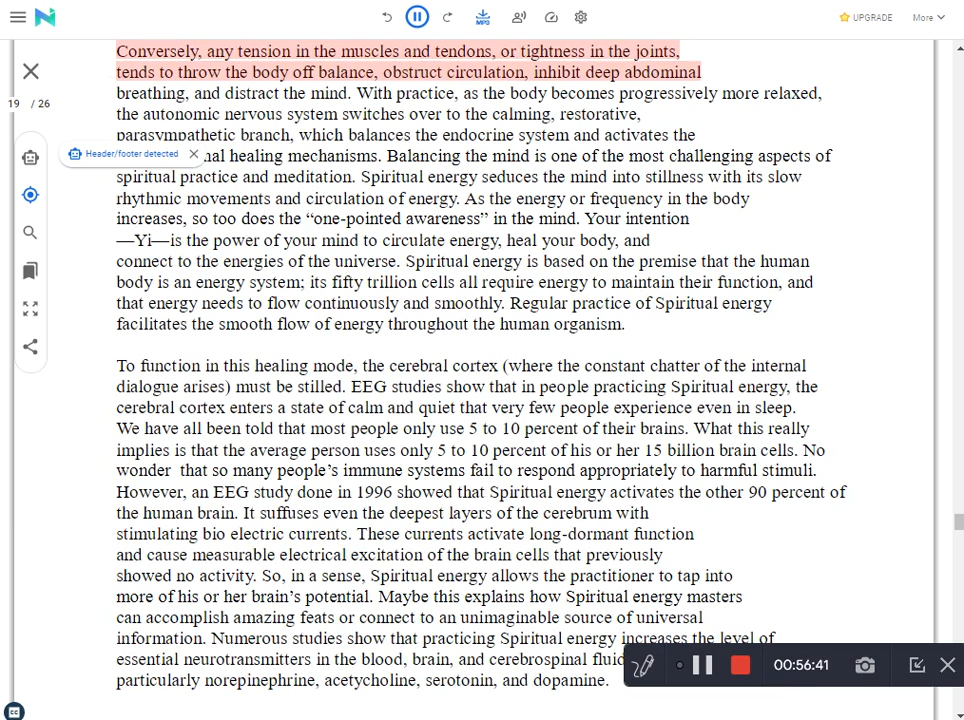 UPGRADE
More
MP3
Conversely, any tension in the muscles and tendons, or tightness in the joints,
tends to throw the body off balance, obstruct circulation, inhibit deep abdominal
breathing, and distract the mind. With practice, as the body becomes progressively more relaxed,
19 / 26
the autonomic nervous system switches over to the calming, restorative,
parasympathetic branch, which balances the endocrine system and activates the
Header/footer detected
nal healing mechanisms. Balancing the mind is one of the most challenging aspects of
spiritual practice and meditation. Spiritual energy seduces the mind into stillness with its slow
rhythmic movements and circulation of energy. As the energy or frequency in the body
increases, so too does the “one-pointed awareness” in the mind. Your intention
—Yi—is the power of your mind to circulate energy, heal your body, and
connect to the energies of the universe. Spiritual energy is based on the premise that the human
body is an energy system; its fifty trillion cells all require energy to maintain their function, and
that energy needs to flow continuously and smoothly. Regular practice of Spiritual energy
facilitates the smooth flow of energy throughout the human organism.
To function in this healing mode, the cerebral cortex (where the constant chatter of the internal
dialogue arises) must be stilled. EEG studies show that in people practicing Spiritual energy, the
cerebral cortex enters a state of calm and quiet that very few people experience even in sleep.
We have all been told that most people only use 5 to 10 percent of their brains. What this really
implies is that the average person uses only 5 to 10 percent of his or her 15 billion brain cells. No
wonder  that so many people’s immune systems fail to respond appropriately to harmful stimuli.
However, an EEG study done in 1996 showed that Spiritual energy activates the other 90 percent of
the human brain. It suffuses even the deepest layers of the cerebrum with
stimulating bio electric currents. These currents activate long-dormant function
and cause measurable electrical excitation of the brain cells that previously
showed no activity. So, in a sense, Spiritual energy allows the practitioner to tap into
more of his or her brain’s potential. Maybe this explains how Spiritual energy masters
can accomplish amazing feats or connect to an unimaginable source of universal
information. Numerous studies show that practicing Spiritual energy increases the level of
essential neurotransmitters in the blood, brain, and cerebrospinal fluid
particularly norepinephrine, acetycholine, serotonin, and dopamine.
00:56:41
CC